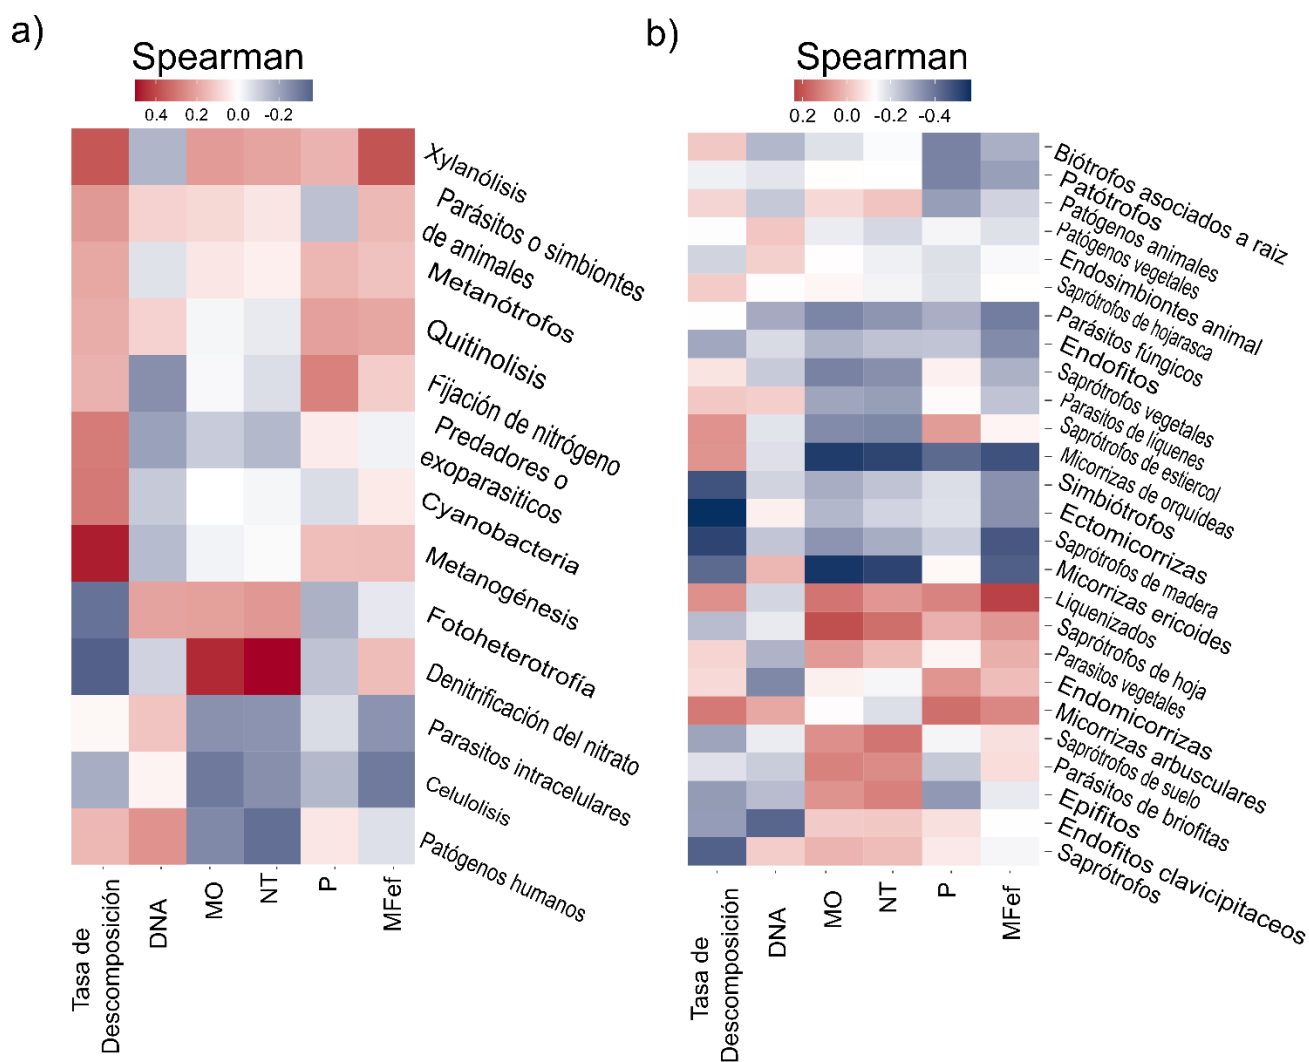 a)
Spearman
0.4 0.2 0.0 -0.2
Xylanólisis
Parásitos o simbiontes
de animales
Metanótrofos
Quitinolisis
Fijación de nitrógeno
Predadores o
exoparasiticos
Cyanobacteria
Metanogénesis
Fotoheterotrofía
Denitrificación del nitrato
Parasitos intracelulares
Celulolisis
Patógenos humanos
Tasa de
Descomposición
DNA
MO
NT
P
MFef
b)
Spearman
0.2 0.0 -0.2 -0.4
Biótrofos asociados a raiz
Patótrofos
Patógenos animales
Patógenos vegetales
Endosimbiontes animal
Saprótrofos de hojarasca
Parásitos fúngicos
Endofitos
Saprótrofos vegetales
Parasitos de líquenes
Saprótrofos de estiercol
Micorrizas de orquídeas
Simbiótrofos
Ectomicorrizas
Saprótrofos de madera
Micorrizas ericoides
Liquenizados
Saprótrofos de hoja
Parasitos vegetales
Endomicorrizas
Micorrizas arbusculares
Saprótrofos de suelo
Parásitos de briofitas
Epifitos
Endofitos clavicipitaceos
Saprótrofos
Tasa de
Descomposición
DNA
MO
NT
P
MFef